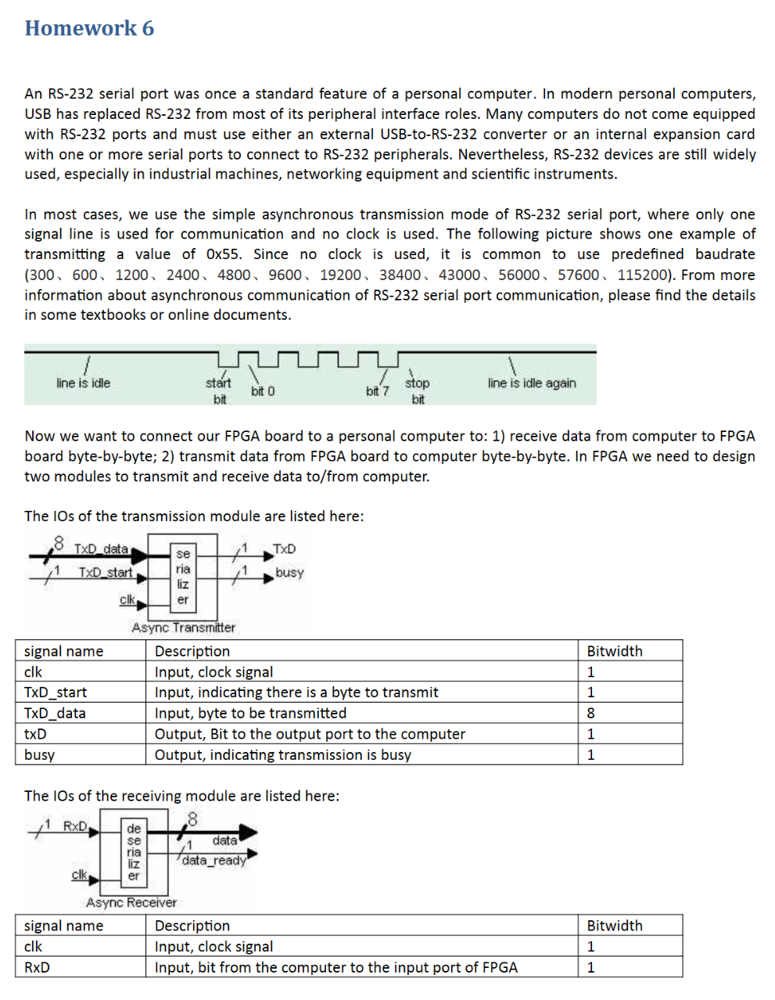 Homework 6
An RS-232 serial port was once a standard feature of a personal computer. In modern personal computers,
USB has replaced RS-232 from most of its peripheral interface roles. Many computers do not come equipped
with RS-232 ports and must use either an external USB-to-RS-232 converter or an internal expansion card
with one or more serial ports to connect to RS-232 peripherals. Nevertheless, RS-232 devices are still widely
used, especially in industrial machines, networking equipment and scientific instruments.
In most cases, we use the simple asynchronous transmission mode of RS-232 serial port, where only one
signal line is used for communication and no clock is used. The following picture shows one example of
transmitting a value of 0x55. Since no clock is used, it is common to use predefined baudrate
(300、600、1200、2400、4800、9600、19200、38400、43000、56000、57600、115200). From more
information about asynchronous communication of RS-232 serial port communication, please find the details
in some textbooks or online documents.
line is idle
start
bit
bit 0
bit 7
stop
bit
line is idle again
Now we want to connect our FPGA board to a personal computer to: 1) receive data from computer to FPGA
board byte-by-byte; 2) transmit data from FPGA board to computer byte-by-byte. In FPGA we need to design
two modules to transmit and receive data to/from computer.
The IOs of the transmission module are listed here:
8 TxD_data
1 TxD_start
clk
se
ria
liz
er
1 TxD
1 busy
Async Transmitter
signal name Description Bitwidth
clk Input, clock signal 1
TxD_start Input, indicating there is a byte to transmit 1
TxD_data Input, byte to be transmitted 8
txD Output, Bit to the output port to the computer 1
busy Output, indicating transmission is busy 1
The IOs of the receiving module are listed here:
1 RxD
clk
de
se
ria
liz
er
8
data
1
data_ready
Async Receiver
signal name Description Bitwidth
clk Input, clock signal 1
RxD Input, bit from the computer to the input port of FPGA 1